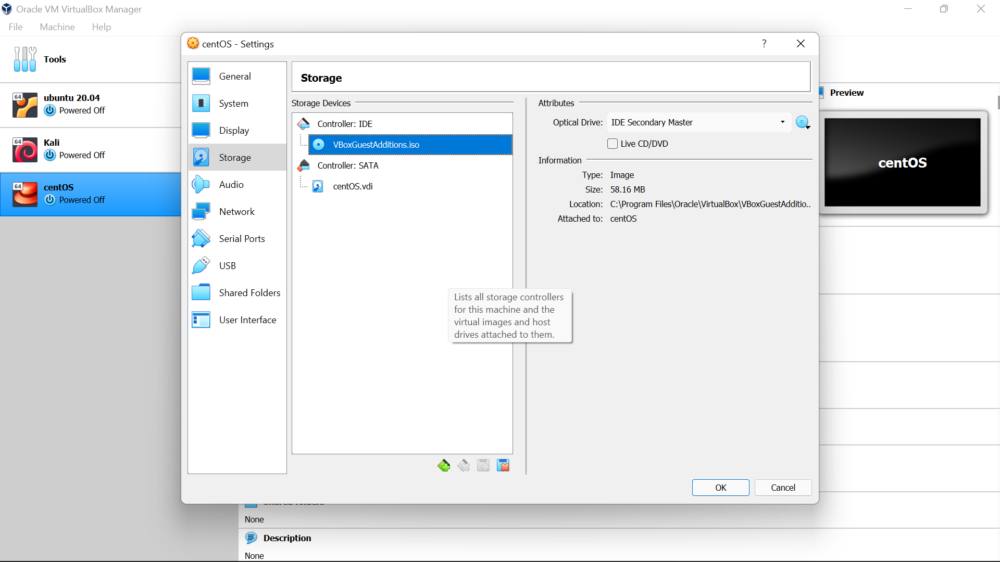 Oracle VM VirtualBox Manager
File Machine Help
Tools
64
ubuntu 20.04
Powered Off
64
Kali
Powered Off
64
centOS
Powered Off
centOS - Settings
?
General
System
Display
Storage
Audio
Network
Serial Ports
USB
Shared Folders
User Interface
Storage
Storage Devices
Controller: IDE
VBoxGuestAdditions.iso
Controller: SATA
centOS.vdi
Lists all storage controllers
for this machine and the
virtual images and host
drives attached to them.
Attributes
Optical Drive: IDE Secondary Master
Live CD/DVD
Information
Type: Image
Size: 58.16 MB
Location: C:\Program Files\Oracle\VirtualBox\VBoxGuestAdditio..
Attached to: centOS
OK Cancel
Preview
centOS
Shared folders
None
Description
None